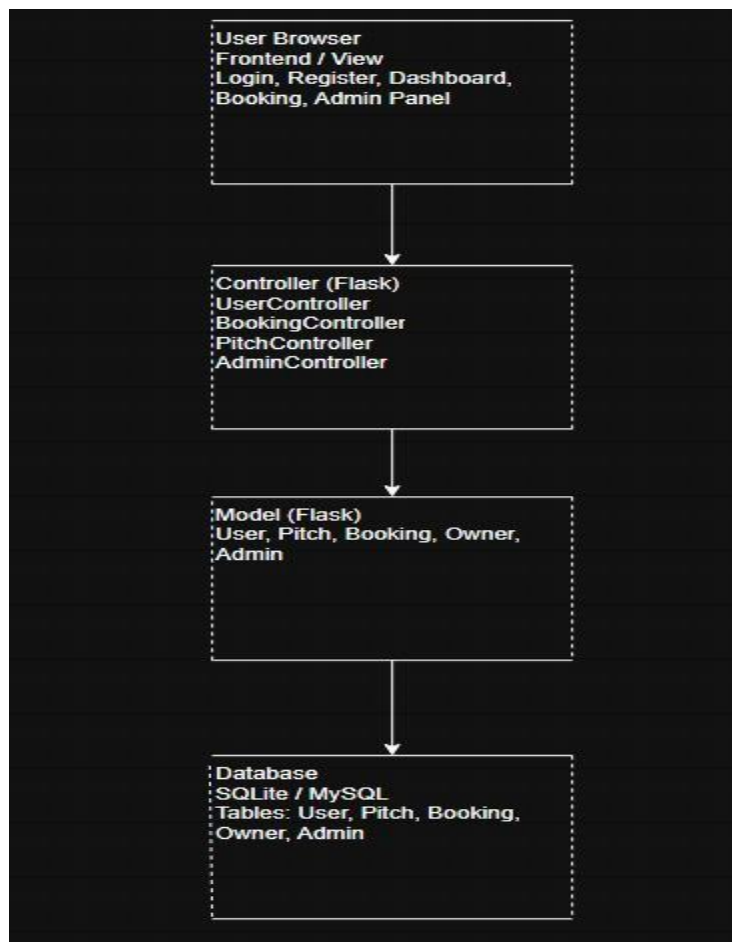 User Browser
Frontend / View
Login, Register, Dashboard,
Booking, Admin Panel
Controller (Flask)
UserController
BookingController
PitchController
AdminController
Model (Flask)
User, Pitch, Booking, Owner,
Admin
Database
SQLite / MySQL
Tables: User, Pitch, Booking,
Owner, Admin